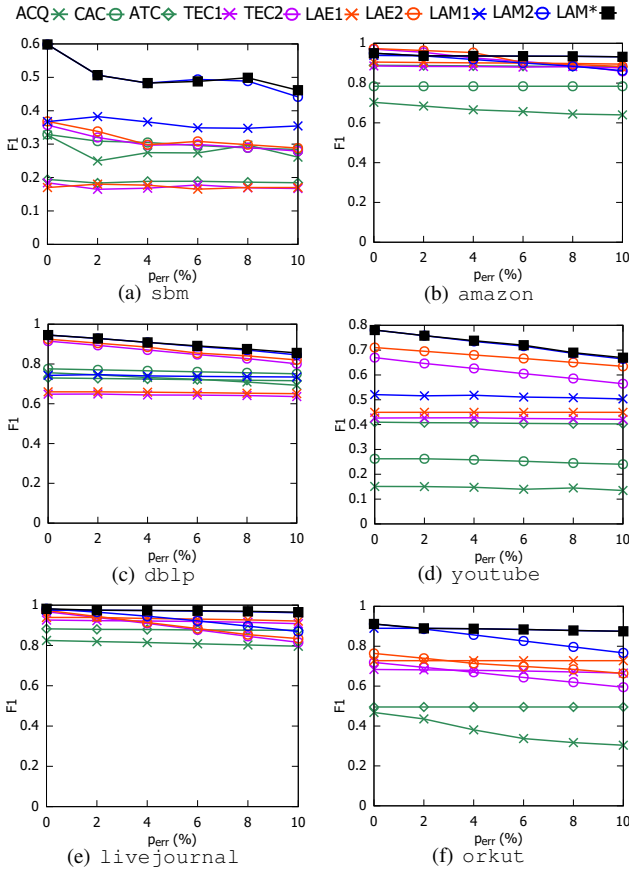 ACQ CAC ATC TEC1 TEC2 LAE1 LAE2 LAM1 LAM2 LAM*
0.6
0.5
0.4
0.3
0.2
0.1
0
F1
0 2 4 6 8 10
perr (%)
(a) sbm
1
0.8
0.6
0.4
0.2
0
F1
0 2 4 6 8 10
perr (%)
(b) amazon
1
0.8
0.6
0.4
0.2
0
F1
0 2 4 6 8 10
perr (%)
(c) dblp
0.8
0.7
0.6
0.5
0.4
0.3
0.2
0.1
0
F1
0 2 4 6 8 10
perr (%)
(d) youtube
1
0.8
0.6
0.4
0.2
0
F1
0 2 4 6 8 10
perr (%)
(e) livejournal
1
0.8
0.6
0.4
0.2
0
F1
0 2 4 6 8 10
perr (%)
(f) orkut